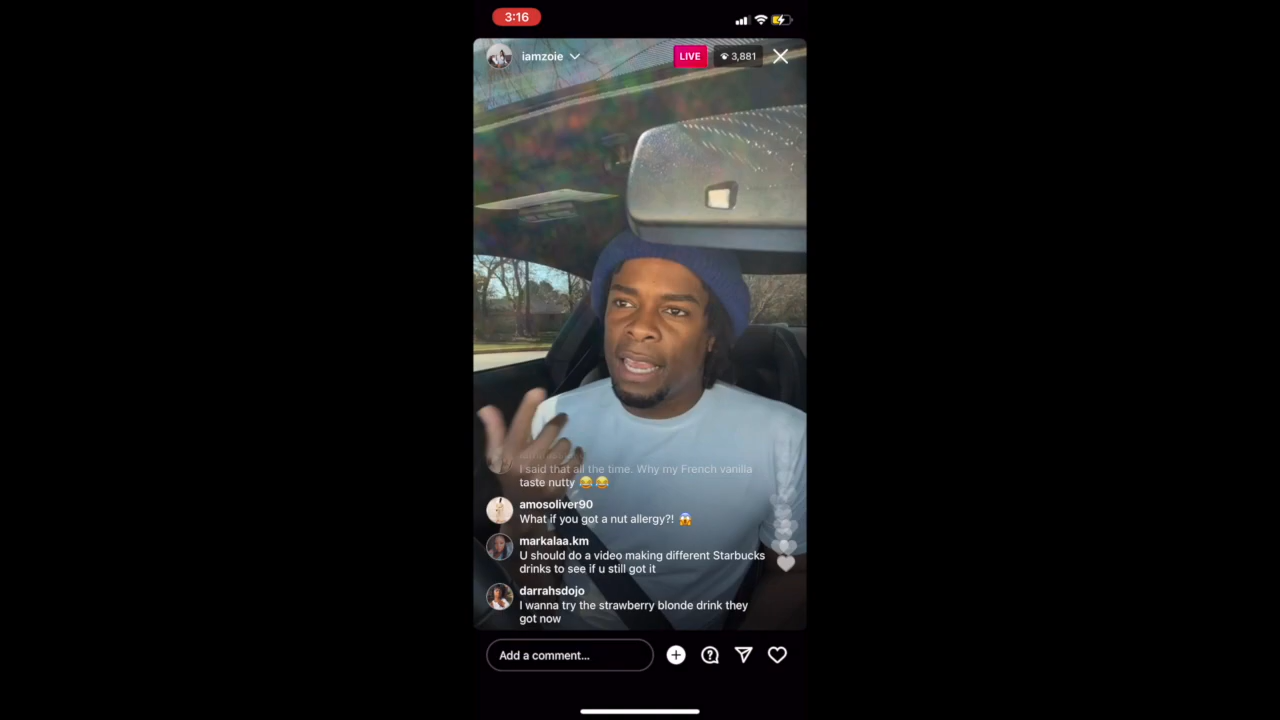 3:16
iamzoie
LIVE
3,881
I said that all the time. Why my French vanilla
taste nutty 😂😂
amosoliver90
What if you got a nut allergy?! 😱
markalaa.km
U should do a video making different Starbucks
drinks to see if u still got it
darrahsdojo
I wanna try the strawberry blonde drink they
got now
Add a comment...